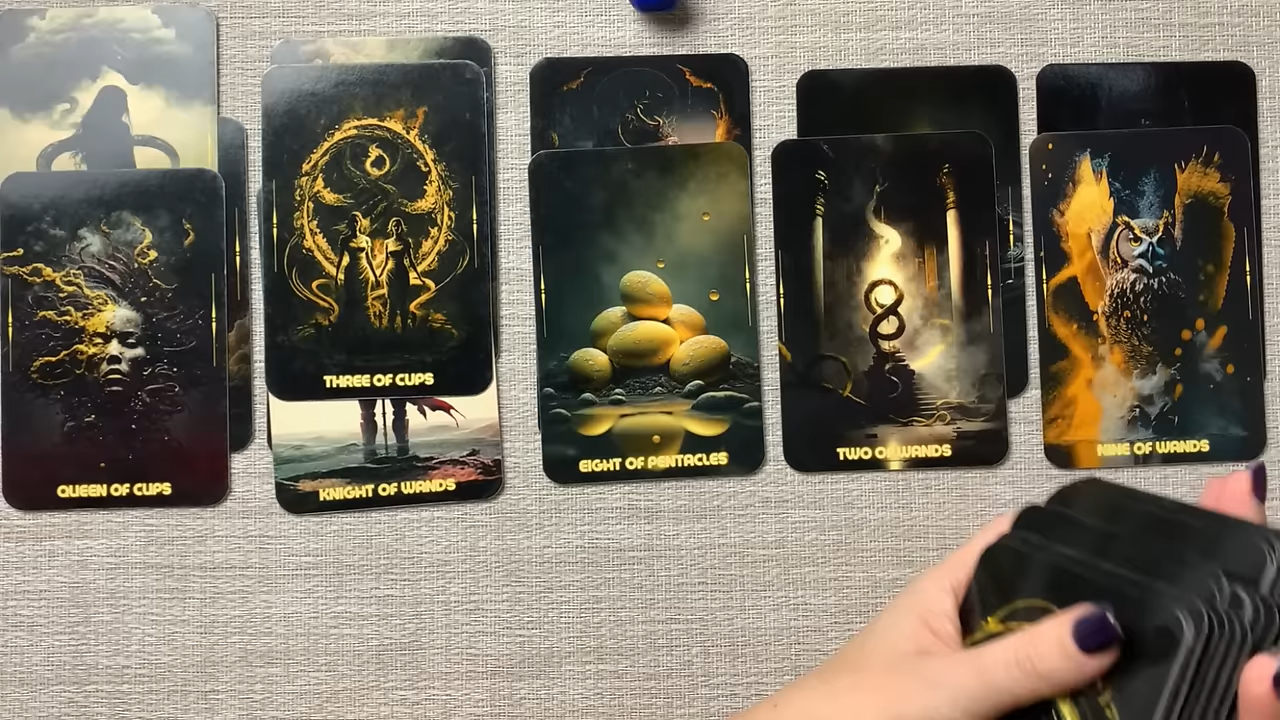 QUEEN OF CUPS
THREE OF CUPS
KNIGHT OF WANDS
EIGHT OF PENTACLES
TWO OF WANDS
NINE OF WANDS